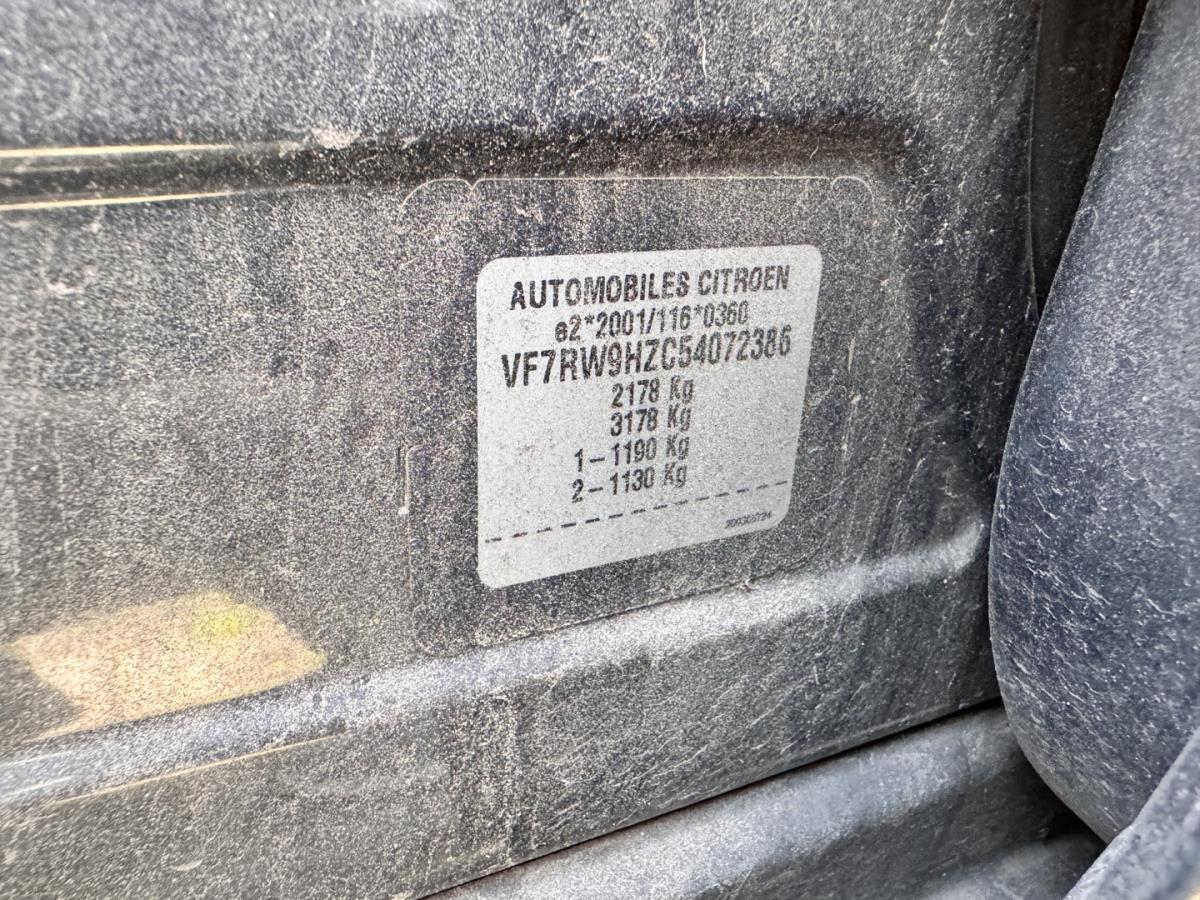 AUTOMOBILES CITROEN
e2*2001/116*0360
VF7RW9HZC54072386
2178 Kg
3178 Kg
1-1190 Kg
2-1130 Kg